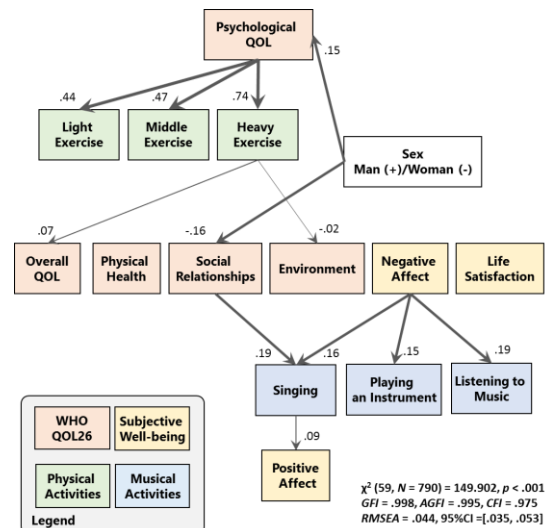 Psychological
QOL
.15
.44
.47
.74
Light
Exercise
Middle
Exercise
Heavy
Exercise
Sex
Man (+)/Woman (-)
.07
-.16
-.02
Overall
QOL
Physical
Health
Social
Relationships
Environment
Negative
Affect
Life
Satisfaction
.19
.16
.15
.19
Singing
Playing
an Instrument
Listening to
Music
.09
Positive
Affect
WHO
QOL26
Subjective
Well-being
Physical
Activities
Musical
Activities
Legend
χ² (59, N = 790) = 149.902, p < .001
GFI = .998, AGFI = .995, CFI = .975
RMSEA = .044, 95%CI =[.035, .053]